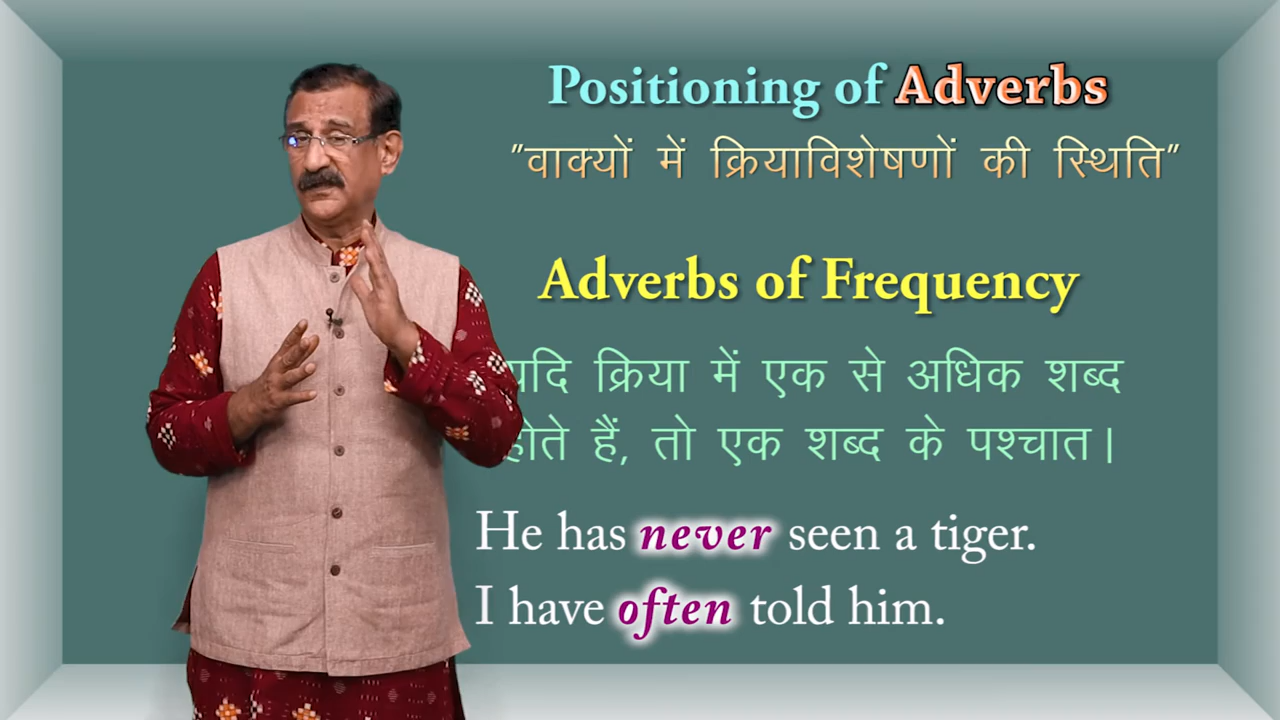 Positioning of Adverbs
"वाक्यों में क्रियाविशेषणों की स्थिति"
Adverbs of Frequency
यदि क्रिया में एक से अधिक शब्द
होते हैं, तो एक शब्द के पश्चात।
He has never seen a tiger.
I have often told him.